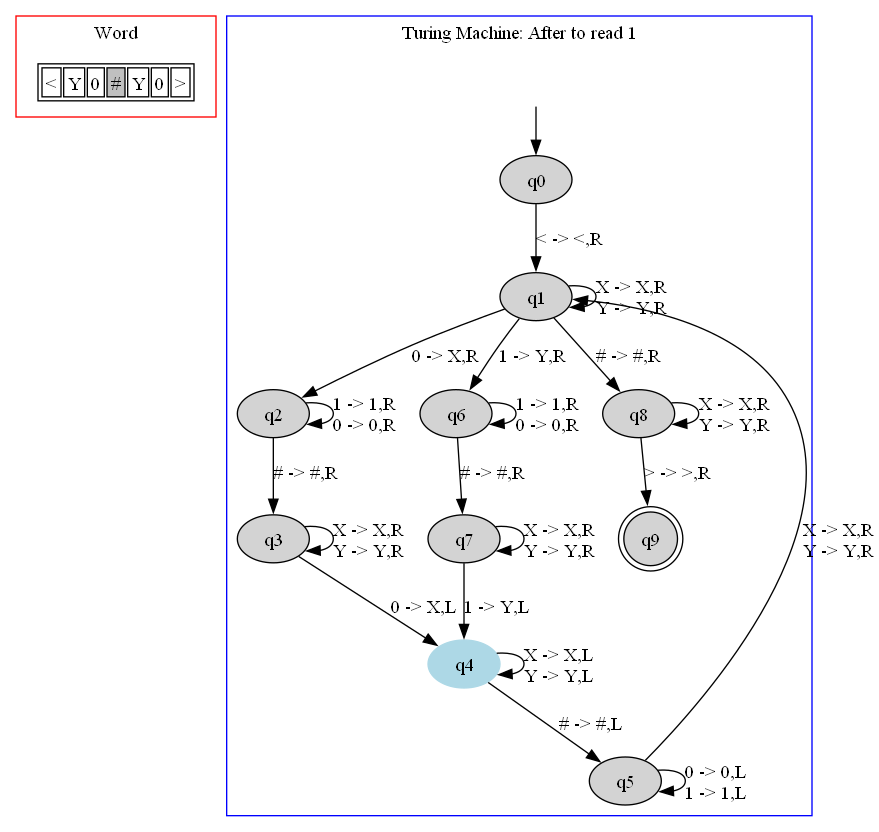 Word
< Y 0 # Y 0 >
Turing Machine: After to read 1
q0
< -> <,R
q1
X -> X,R
Y -> Y,R
0 -> X,R
1 -> Y,R
# -> #,R
q2
1 -> 1,R
0 -> 0,R
q6
1 -> 1,R
0 -> 0,R
q8
X -> X,R
Y -> Y,R
# -> #,R
# -> #,R
> -> >,R
q3
X -> X,R
Y -> Y,R
q7
X -> X,R
Y -> Y,R
q9
X -> X,R
Y -> Y,R
0 -> X,L
1 -> Y,L
q4
X -> X,L
Y -> Y,L
# -> #,L
q5
0 -> 0,L
1 -> 1,L